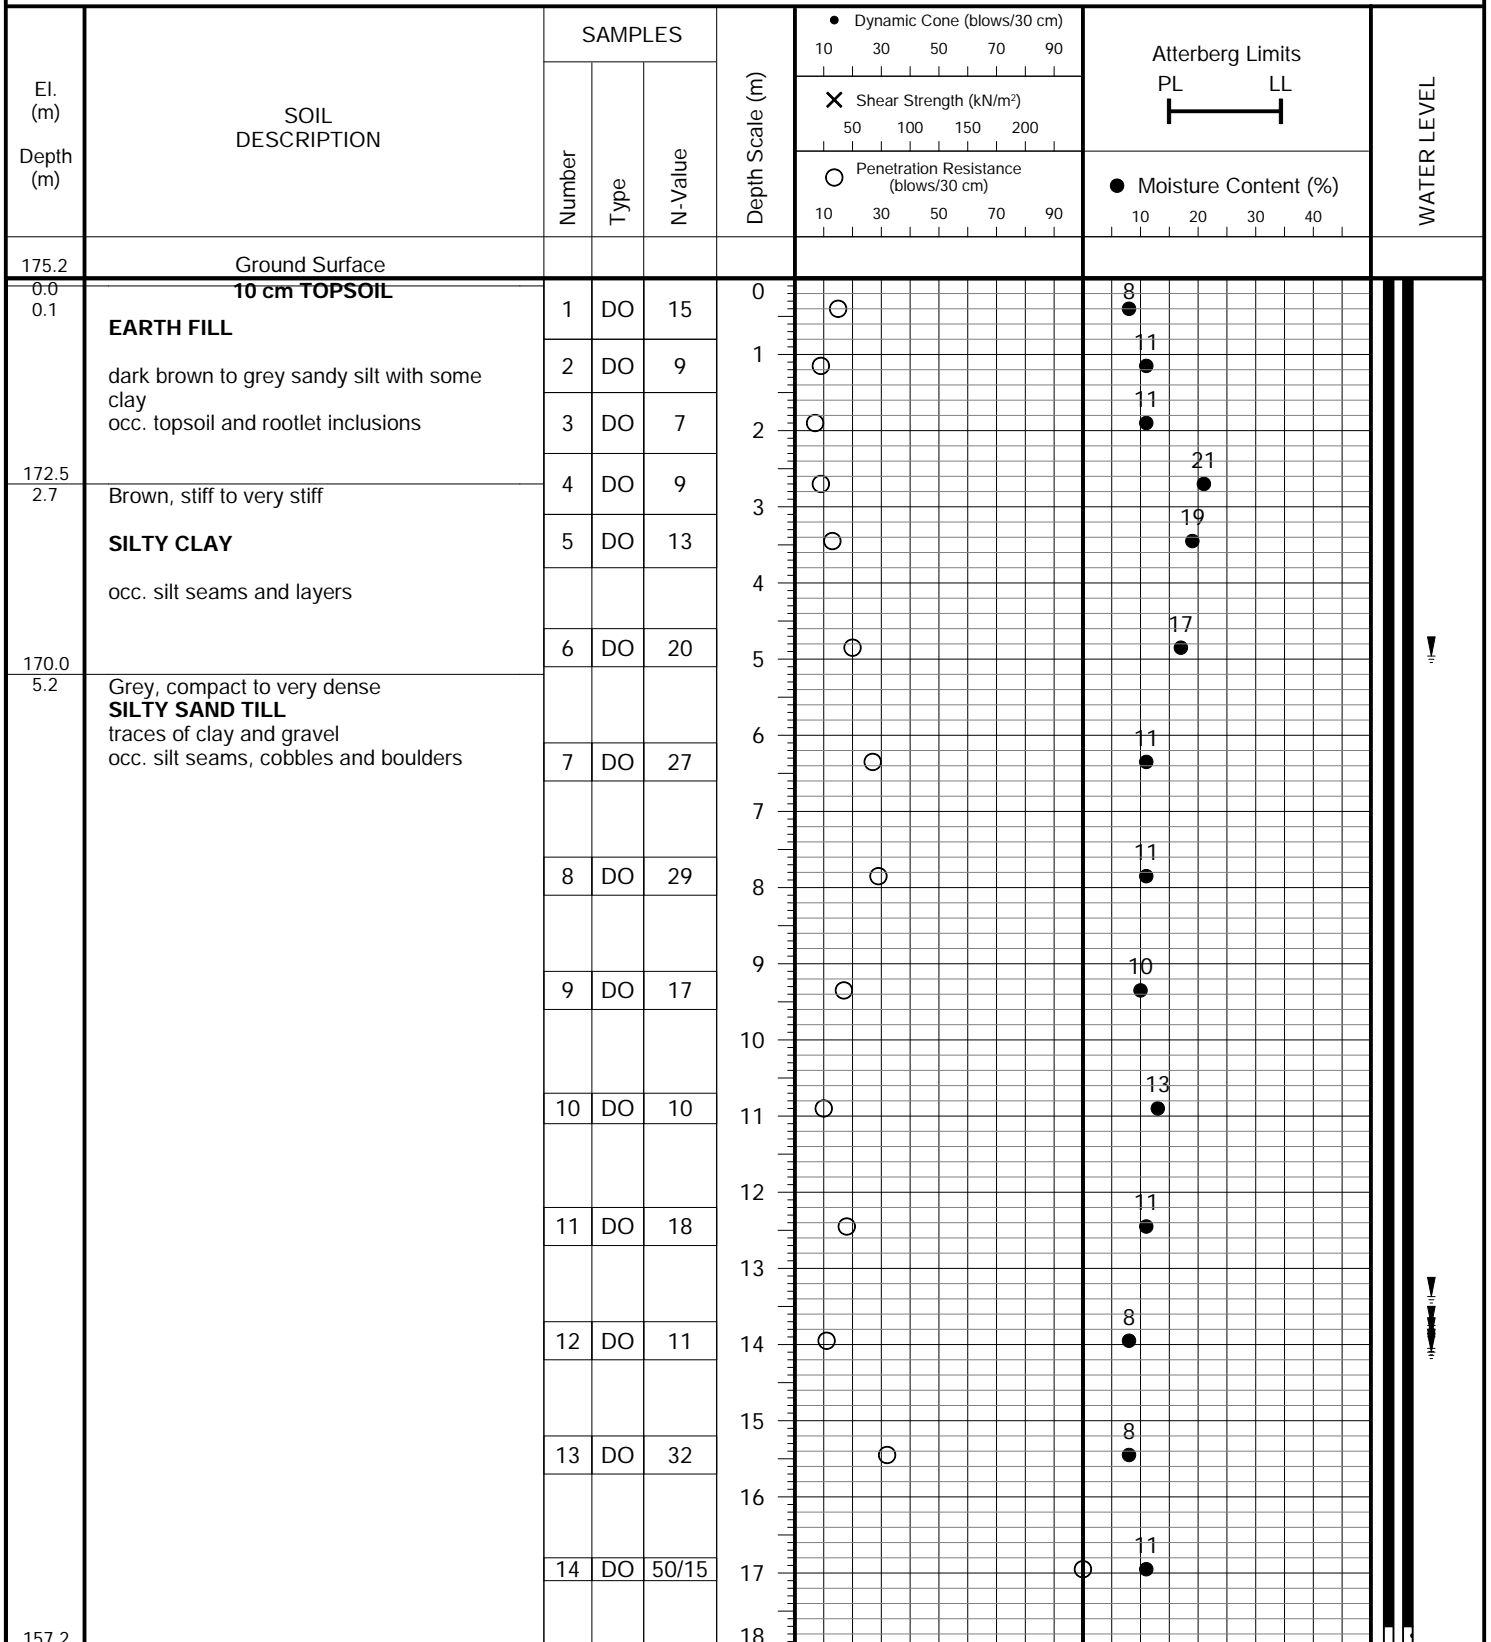 El.
(m)
Depth
(m)
SOIL
DESCRIPTION
SAMPLES
Number
Type
N-Value
Depth Scale (m)
Dynamic Cone (blows/30 cm)
10 30 50 70 90
Shear Strength (kN/m²)
50 100 150 200
Penetration Resistance
(blows/30 cm)
10 30 50 70 90
Atterberg Limits
PL LL
Moisture Content (%)
10 20 30 40
WATER LEVEL
175.2 Ground Surface
0.0 10 cm TOPSOIL 0
0.1 1 DO 15 8
EARTH FILL
11
1
2 DO 9
dark brown to grey sandy silt with some
clay
11
occ. topsoil and rootlet inclusions 3 DO 7
2
21
172.5
4 DO 9
2.7 Brown, stiff to very stiff
3
19
SILTY CLAY 5 DO 13
4
occ. silt seams and layers
17
6 DO 20
5
170.0
5.2 Grey, compact to very dense
SILTY SAND TILL
traces of clay and gravel
6
11
occ. silt seams, cobbles and boulders 7 DO 27
7
11
8 DO 29
8
9
10
9 DO 17
10
13
10 DO 10
11
12
11
11 DO 18
13
8
12 DO 11
14
15
8
13 DO 32
16
11
14 DO 50/15
17
157.2 18